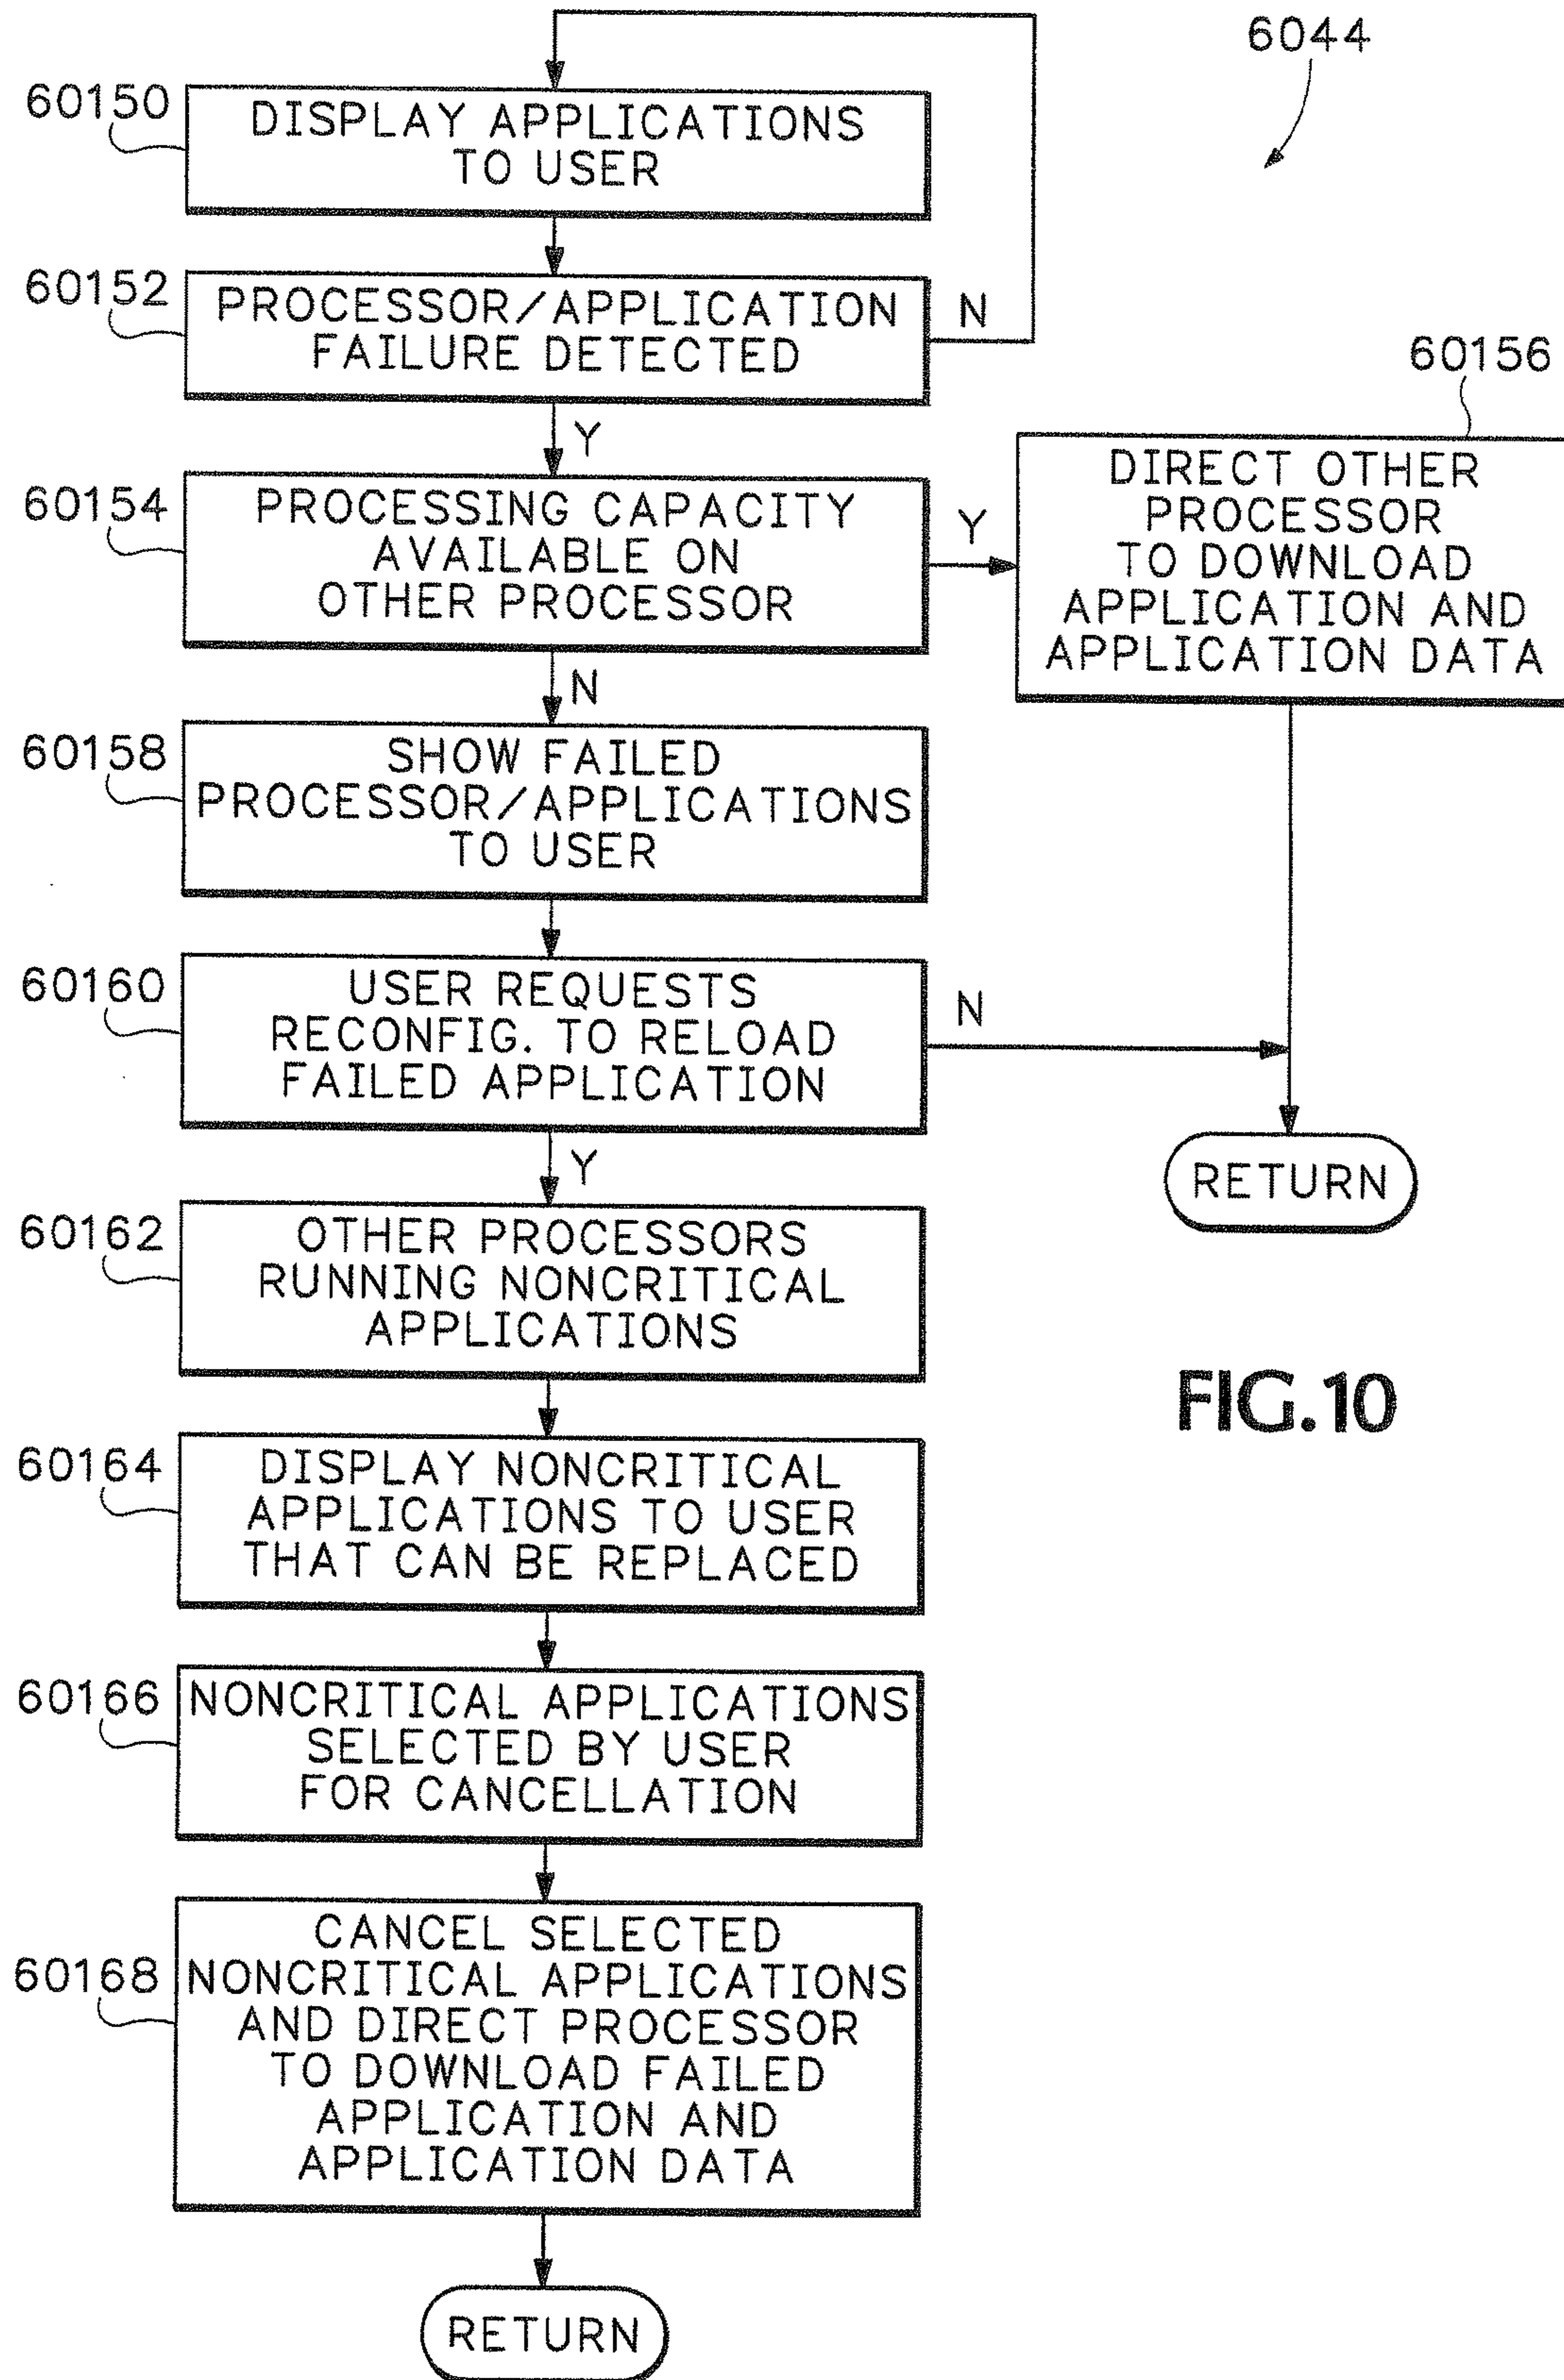 6044
60150
DISPLAY APPLICATIONS
TO USER
60152
PROCESSOR/APPLICATION
FAILURE DETECTED
N
Y
60154
PROCESSING CAPACITY
AVAILABLE ON
OTHER PROCESSOR
Y
60156
DIRECT OTHER
PROCESSOR
TO DOWNLOAD
APPLICATION AND
APPLICATION DATA
N
60158
SHOW FAILED
PROCESSOR/APPLICATIONS
TO USER
60160
USER REQUESTS
RECONFIG. TO RELOAD
FAILED APPLICATION
N
RETURN
Y
60162
OTHER PROCESSORS
RUNNING NONCRITICAL
APPLICATIONS
60164
DISPLAY NONCRITICAL
APPLICATIONS TO USER
THAT CAN BE REPLACED
60166
NONCRITICAL APPLICATIONS
SELECTED BY USER
FOR CANCELLATION
60168
CANCEL SELECTED
NONCRITICAL APPLICATIONS
AND DIRECT PROCESSOR
TO DOWNLOAD FAILED
APPLICATION AND
APPLICATION DATA
RETURN
FIG.10